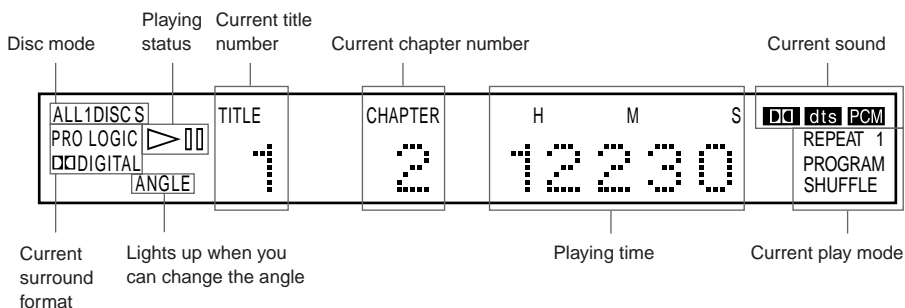 Playing status
Current title number
Disc mode
Current chapter number
Current sound
ALL1DISC S
TITLE
CHAPTER
H M S
dts PCM
PRO LOGIC
REPEAT 1
DIGITAL
PROGRAM
ANGLE
SHUFFLE
1
2
12230
Current surround format
Lights up when you can change the angle
Playing time
Current play mode